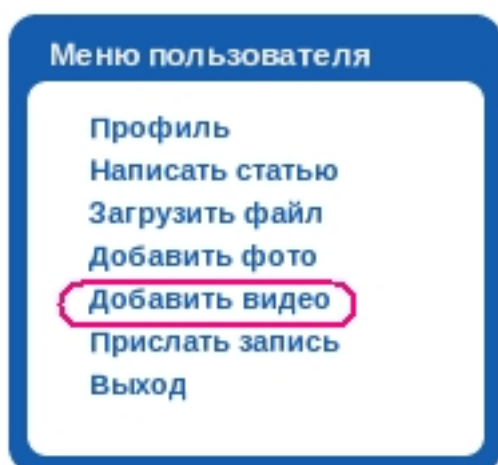 Меню пользователя
Профиль
Написать статью
Загрузить файл
Добавить фото
Добавить видео
Прислать запись
Выход